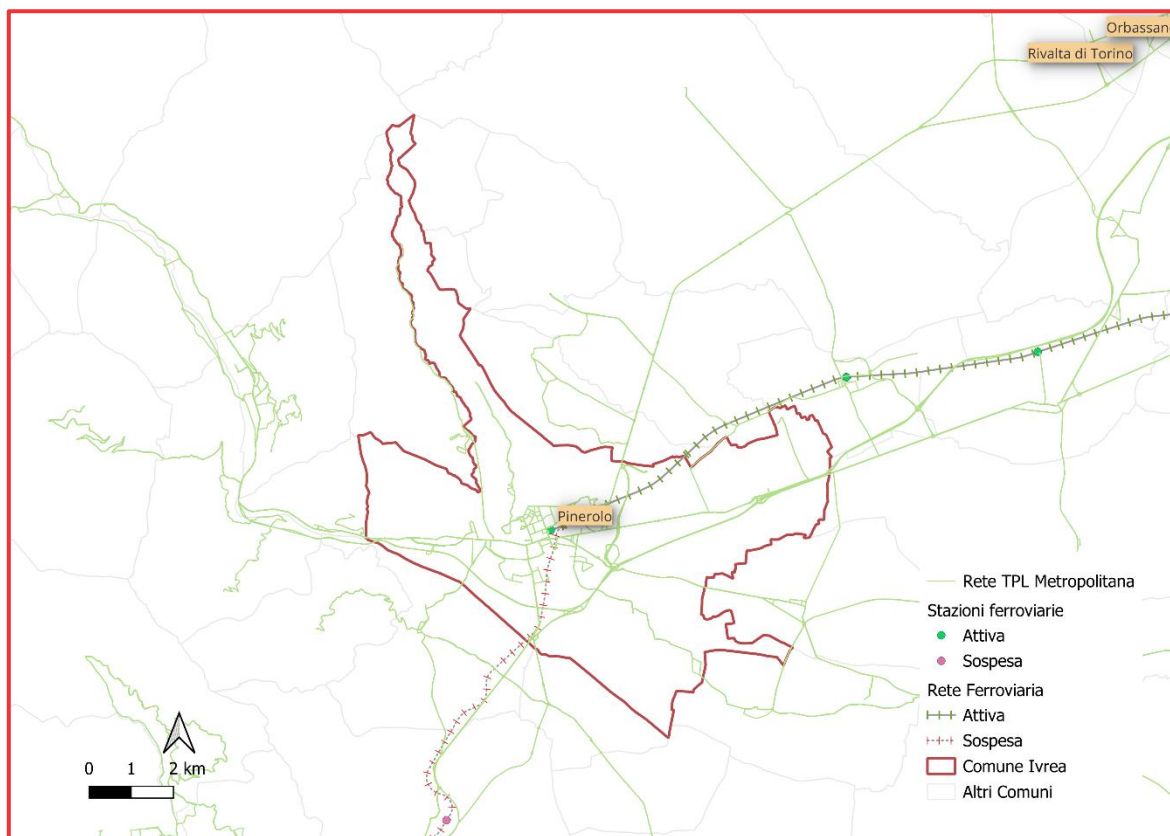 Orbassano
Rivalta di Torino
Pinerolo
Rete TPL Metropolitana
Stazioni ferroviarie
Attiva
Sospesa
Rete Ferroviaria
Attiva
Sospesa
Comune Ivrea
Altri Comuni
0 1 2 km